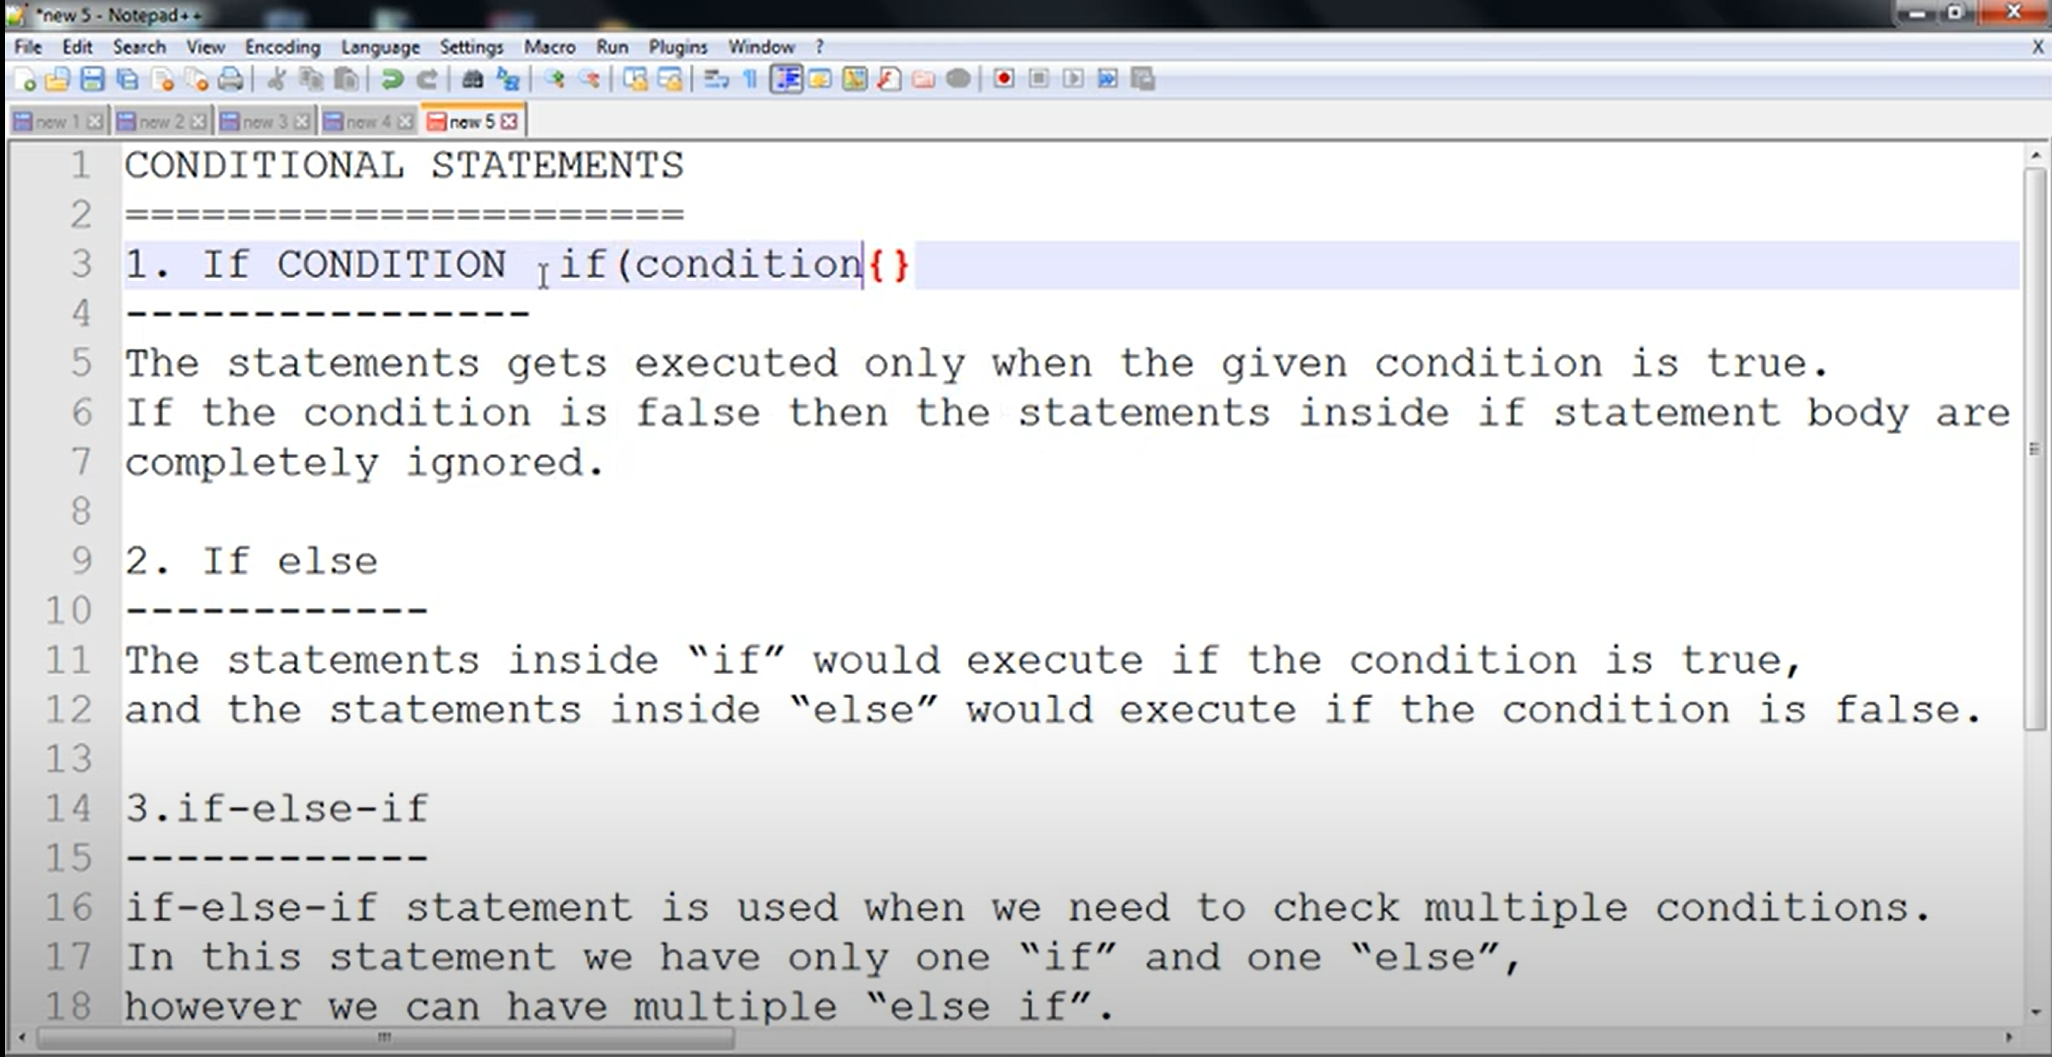 *new 5 - Notepad++
File Edit Search View Encoding Language Settings Macro Run Plugins Window ? X
new 1 new 2 new 3 new 4 new 5
1 CONDITIONAL STATEMENTS
2 ======================
3 1. If CONDITION  if(condition{}
4 ----------------
5 The statements gets executed only when the given condition is true.
6 If the condition is false then the statements inside if statement body are
7 completely ignored.
8
9 2. If else
10 ------------
11 The statements inside “if” would execute if the condition is true,
12 and the statements inside “else” would execute if the condition is false.
13
14 3.if-else-if
15 ------------
16 if-else-if statement is used when we need to check multiple conditions.
17 In this statement we have only one “if” and one “else”,
18 however we can have multiple “else if”.